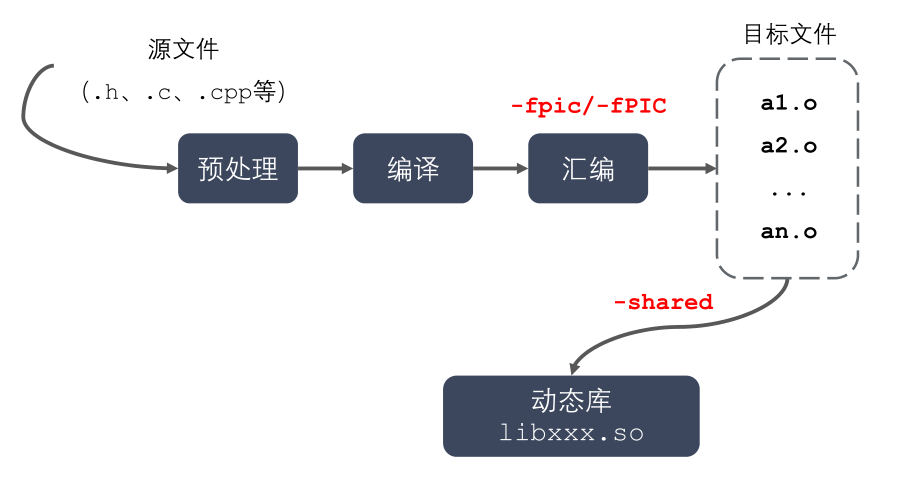 源文件
（.h、.c、.cpp等）
预处理
编译
-fpic/-fPIC
汇编
目标文件
a1.o
a2.o
...
an.o
-shared
动态库
libxxx.so